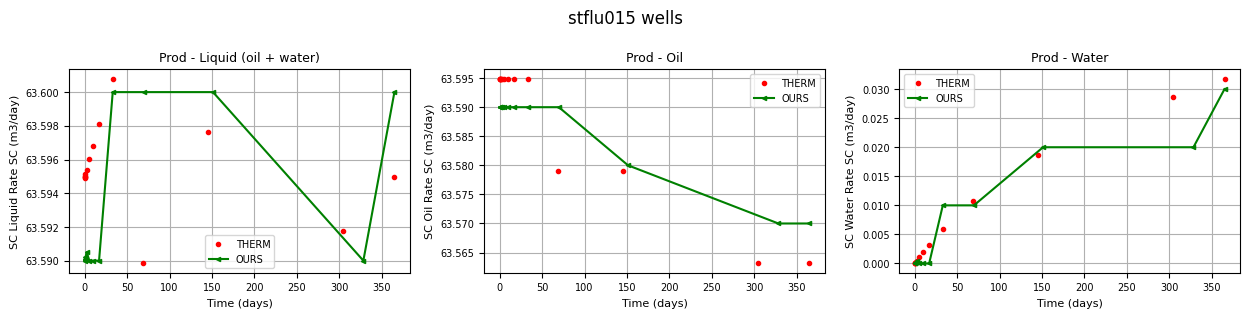 stflu015 wells
Prod - Liquid (oil + water)
SC Liquid Rate SC (m3/day)
63.600
63.598
63.596
63.594
63.592
63.590
THERM
OURS
0 50 100 150 200 250 300 350
Time (days)
Prod - Oil
SC Oil Rate SC (m3/day)
63.595
63.590
63.585
63.580
63.575
63.570
63.565
THERM
OURS
0 50 100 150 200 250 300 350
Time (days)
Prod - Water
SC Water Rate SC (m3/day)
0.030
0.025
0.020
0.015
0.010
0.005
0.000
THERM
OURS
0 50 100 150 200 250 300 350
Time (days)